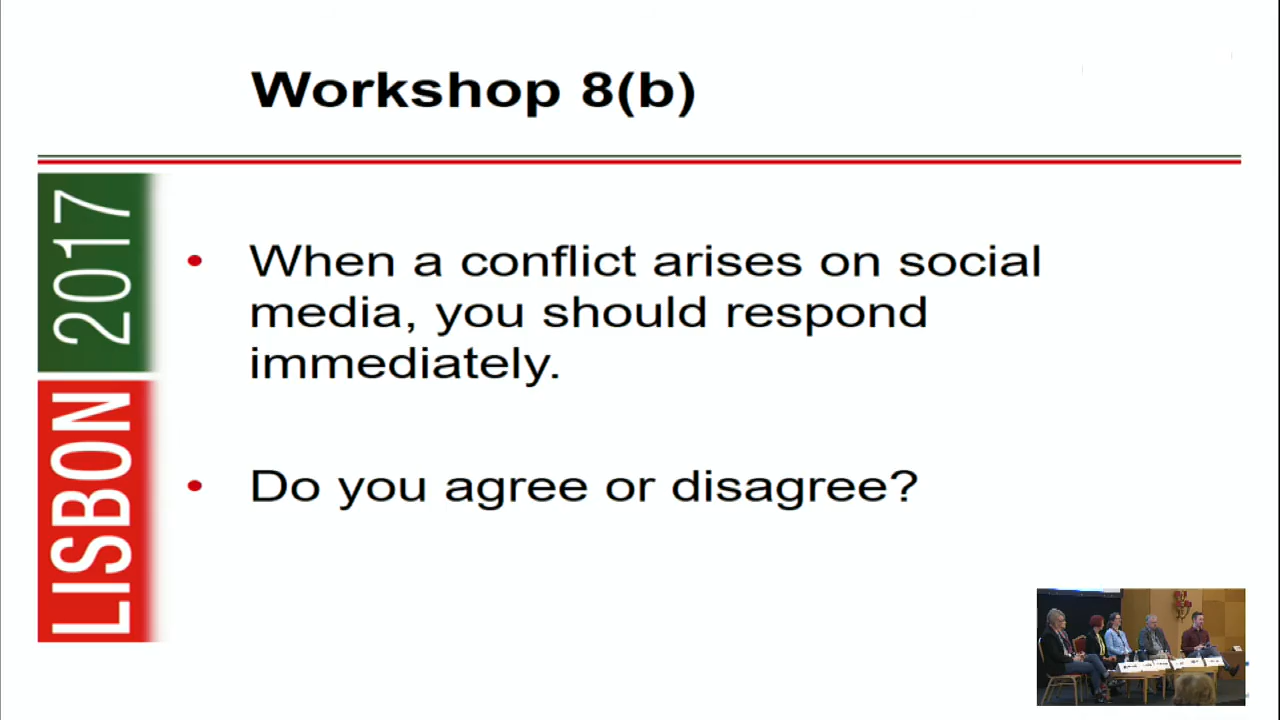 Workshop 8(b)
LISBON 2017
• When a conflict arises on social
media, you should respond
immediately.
• Do you agree or disagree?